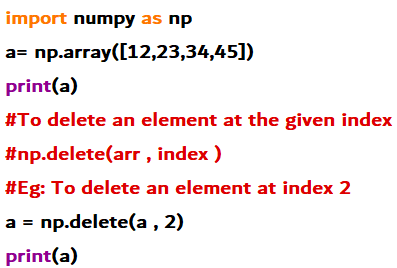 import numpy as np
a= np.array([12,23,34,45])
print(a)
#To delete an element at the given index
#np.delete(arr , index )
#Eg: To delete an element at index 2
a = np.delete(a , 2)
print(a)